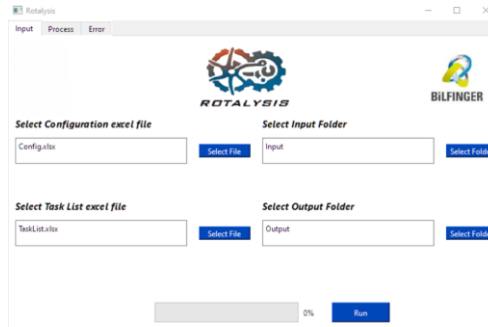 Rotalysis
Input Process Error
ROTALYSIS
BILFINGER
Select Configuration excel file
Select Input Folder
Config.xlsx
Select File
Input
Select Folde
Select Task List excel file
Select Output Folder
TaskList.xlsx
Select File
Output
Select Folde
0%
Run